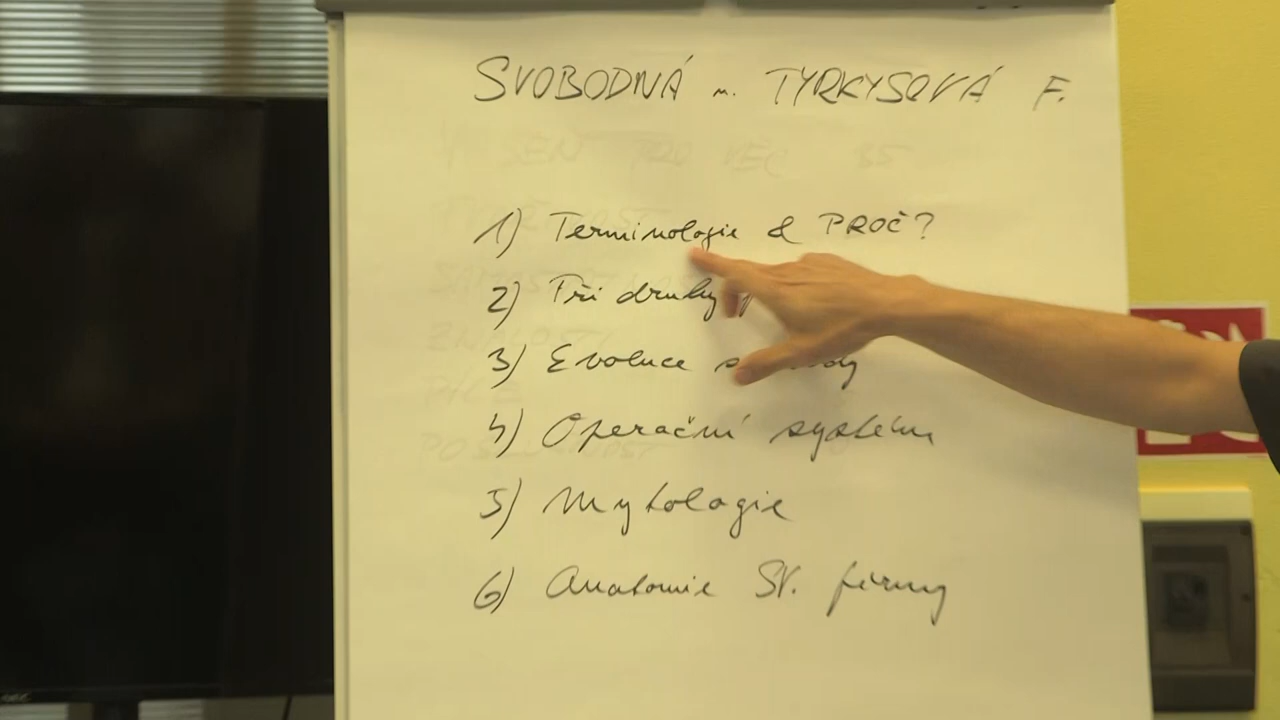 SVOBODNÁ n. TYRKYSOVÁ F.
1) Terminologie & PROČ?
2) Tři druhy
3) Evoluce
4) Operační systém
5) Mytologie
6) Anatomie SV. firmy